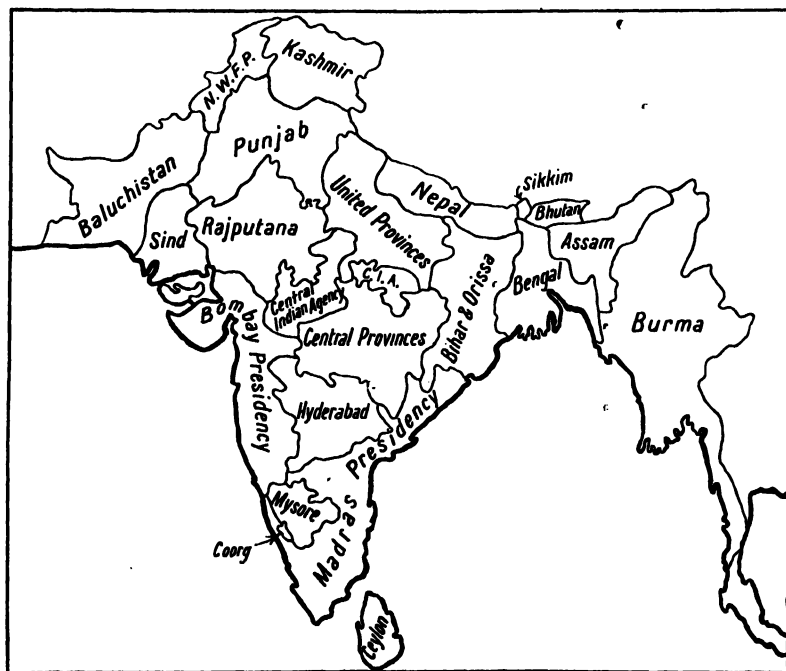 Kashmir
N.W.F.P.
Punjab
Baluchistan
Sind
Rajputana
United Provinces
Nepal
Sikkim
Bhutan
Assam
Bengal
Bihar & Orissa
C.I.A.
Central
Indian Agency
Central Provinces
Bombay Presidency
Hyderabad
Burma
Madras Presidency
Mysore
Coorg
Ceylon